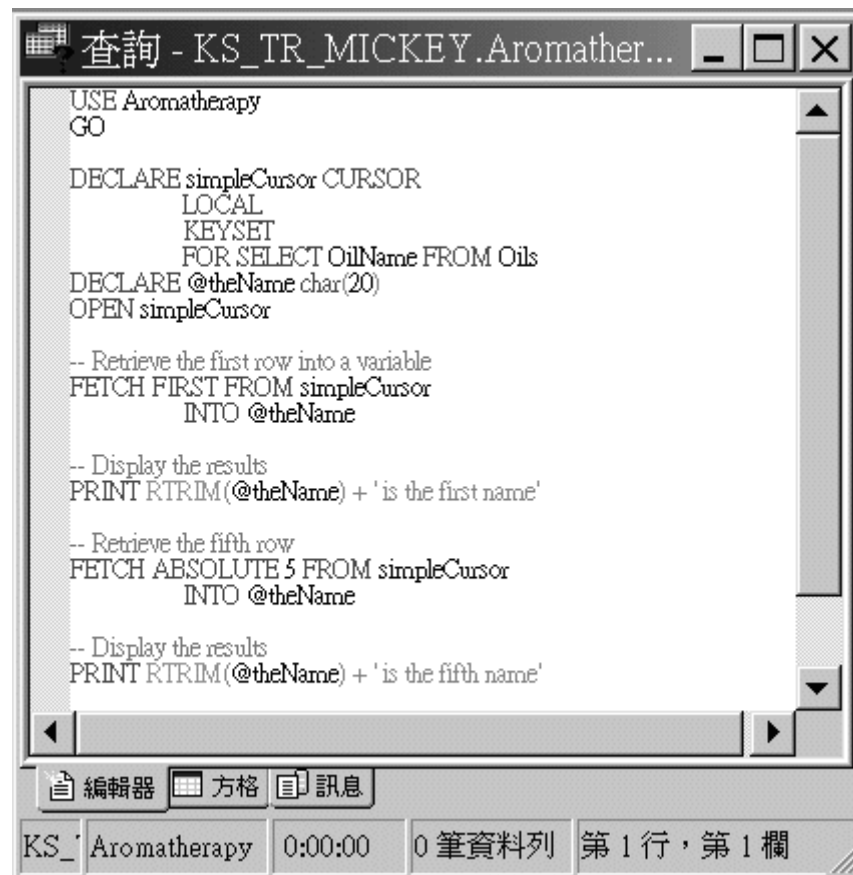 查詢 - KS_TR_MICKEY.Aromather...
USE Aromatherapy
GO
DECLARE simpleCursor CURSOR
LOCAL
KEYSET
FOR SELECT OilName FROM Oils
DECLARE @theName char(20)
OPEN simpleCursor
-- Retrieve the first row into a variable
FETCH FIRST FROM simpleCursor
INTO @theName
-- Display the results
PRINT RTRIM(@theName) + ' is the first name'
-- Retrieve the fifth row
FETCH ABSOLUTE 5 FROM simpleCursor
INTO @theName
-- Display the results
PRINT RTRIM(@theName) + ' is the fifth name'
編輯器 方格 訊息
KS_' Aromatherapy 0:00:00 0 筆資料列 第 1 行，第 1 欄